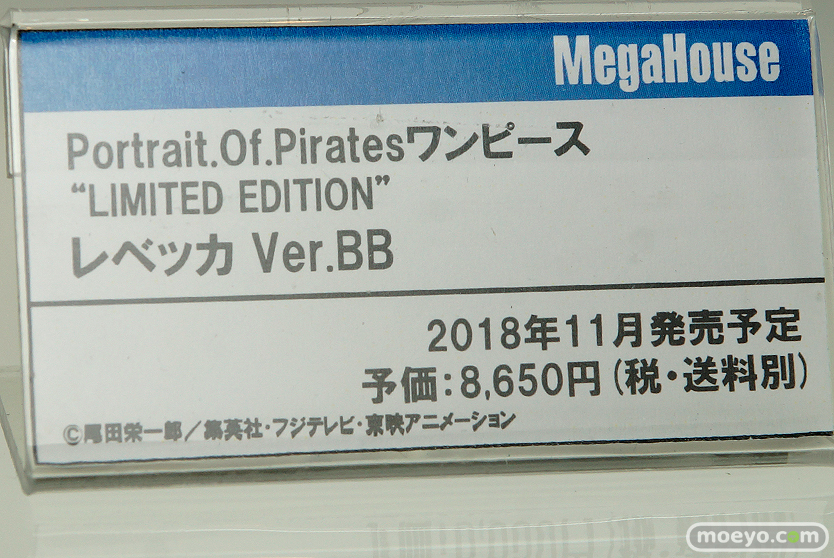 MegaHouse
Portrait.Of.Piratesワンピース
“LIMITED EDITION”
レベッカ Ver.BB
2018年11月発売予定
予価:8,650円(税・送料別)
©尾田栄一郎/集英社・フジテレビ・東映アニメーション
moeyo.com